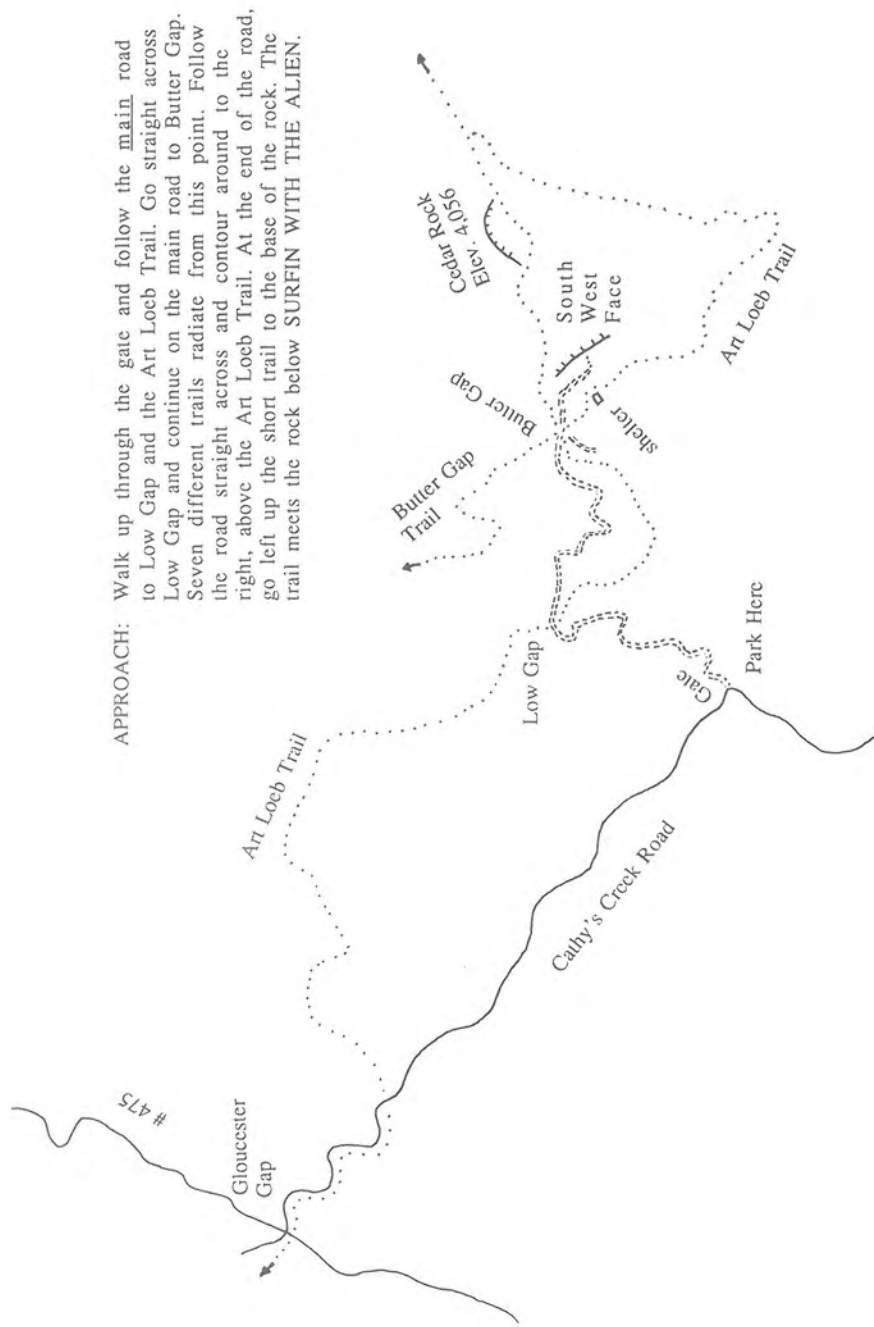 APPROACH: Walk up through the gate and follow the main road
to Low Gap and the Art Loeb Trail. Go straight across
Low Gap and continue on the main road to Butter Gap.
Seven different trails radiate from this point. Follow
the road straight across and contour around to the
right, above the Art Loeb Trail. At the end of the road,
go left up the short trail to the base of the rock. The
trail meets the rock below SURFIN WITH THE ALIEN.
# 475
Gloucester
Gap
Art Loeb Trail
Cathy's Creek Road
Low Gap
Gate
Park Here
Butter Gap
Trail
Butter Gap
shelter
Cedar Rock
Elev. 4,056
South
West
Face
Art Loeb Trail